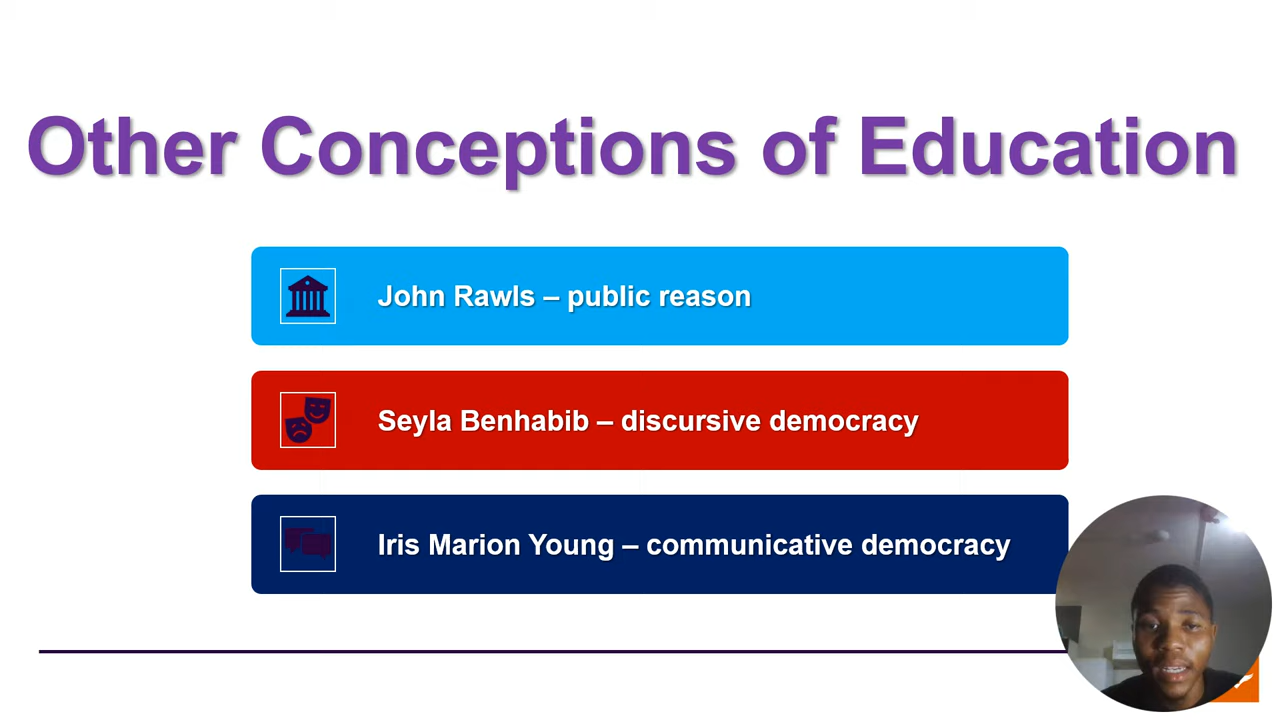 Other Conceptions of Education
John Rawls – public reason
Seyla Benhabib – discursive democracy
Iris Marion Young – communicative democracy